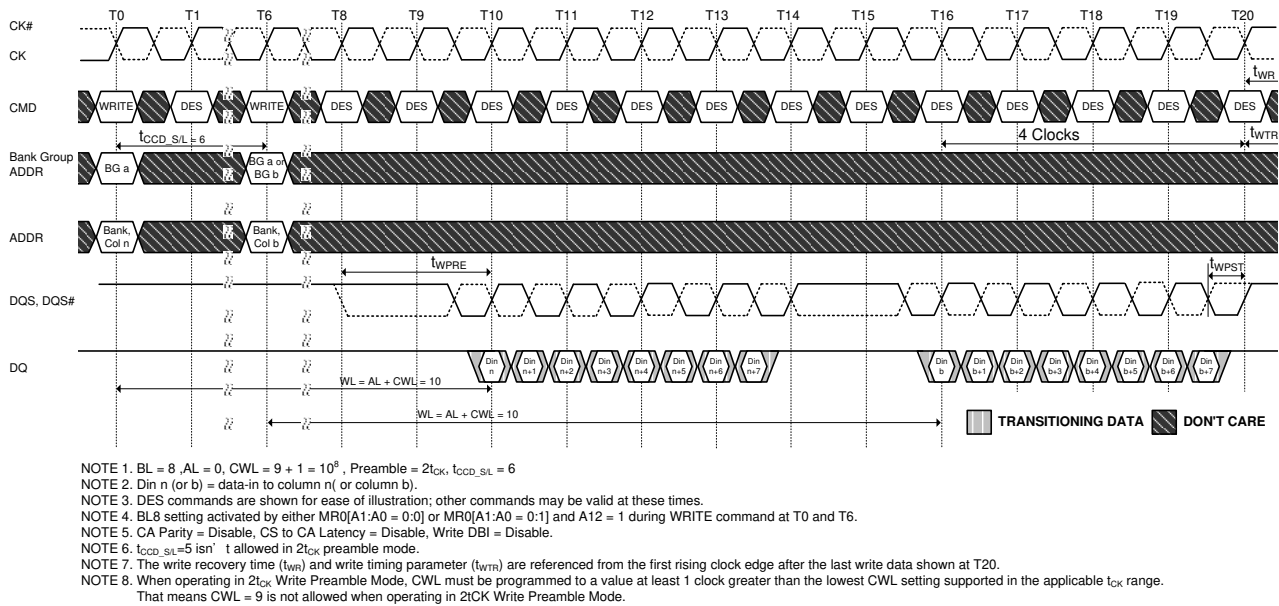 T0 T1 T6 T8 T9 T10 T11 T12 T13 T14 T15 T16 T17 T18 T19 T20
CK#
CK
tWR
CMD WRITE DES WRITE DES DES DES DES DES DES DES DES DES DES DES DES DES
tCCD_S/L = 6
4 Clocks
tWTR
Bank Group
ADDR
BG a
BG a or
BG b
ADDR
Bank,
Col n
Bank,
Col b
tWPRE
tWPST
DQS, DQS#
DQ
Din n Din n+1 Din n+2 Din n+3 Din n+4 Din n+5 Din n+6 Din n+7 Din b Din b+1 Din b+2 Din b+3 Din b+4 Din b+5 Din b+6 Din b+7
WL = AL + CWL = 10
WL = AL + CWL = 10
TRANSITIONING DATA DON'T CARE
NOTE 1. BL = 8 ,AL = 0, CWL = 9 + 1 = 10⁸ , Preamble = 2tCK, tCCD_S/L = 6
NOTE 2. Din n (or b) = data-in to column n( or column b).
NOTE 3. DES commands are shown for ease of illustration; other commands may be valid at these times.
NOTE 4. BL8 setting activated by either MR0[A1:A0 = 0:0] or MR0[A1:A0 = 0:1] and A12 = 1 during WRITE command at T0 and T6.
NOTE 5. CA Parity = Disable, CS to CA Latency = Disable, Write DBI = Disable.
NOTE 6. tCCD_S/L=5 isn' t allowed in 2tCK preamble mode.
NOTE 7. The write recovery time (tWR) and write timing parameter (tWTR) are referenced from the first rising clock edge after the last write data shown at T20.
NOTE 8. When operating in 2tCK Write Preamble Mode, CWL must be programmed to a value at least 1 clock greater than the lowest CWL setting supported in the applicable tCK range.
That means CWL = 9 is not allowed when operating in 2tCK Write Preamble Mode.